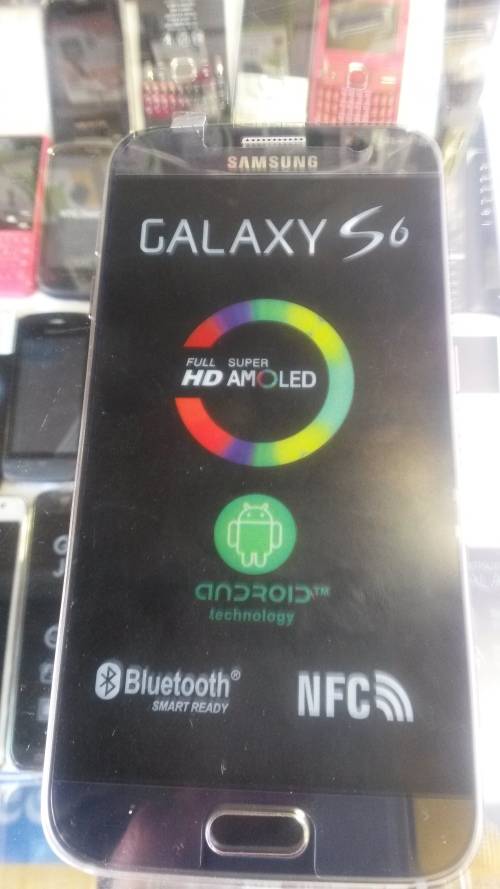 SAMSUNG
GALAXY S6
FULL SUPER
HD AMOLED
ANDROID™
technology
Bluetooth®
SMART READY
NFC